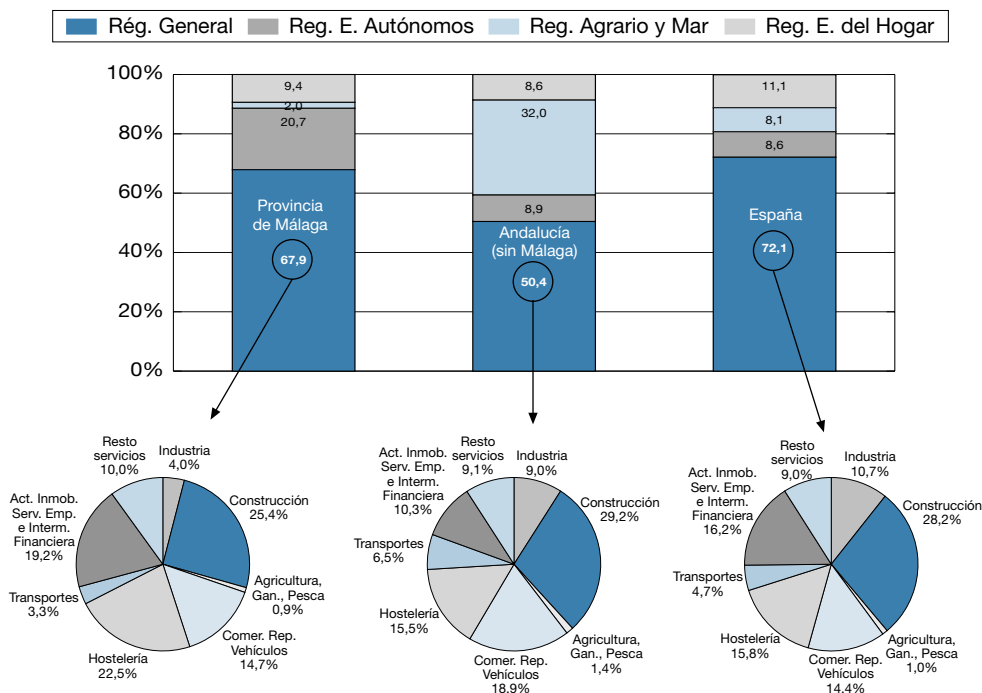 Rég. General Reg. E. Autónomos Reg. Agrario y Mar Reg. E. del Hogar
100%
80%
60%
40%
20%
0%
9,4
2,0
20,7
Provincia
de Málaga
67,9
8,6
32,0
8,9
Andalucía
(sin Málaga)
50,4
11,1
8,1
8,6
España
72,1
Resto
servicios
10,0%
Industria
4,0%
Construcción
25,4%
Agricultura,
Gan., Pesca
0,9%
Comer. Rep.
Vehículos
14,7%
Hostelería
22,5%
Transportes
3,3%
Act. Inmob.
Serv. Emp.
e Interm.
Financiera
19,2%
Resto
servicios
9,1%
Industria
9,0%
Construcción
29,2%
Agricultura,
Gan., Pesca
1,4%
Comer. Rep.
Vehículos
18,9%
Hostelería
15,5%
Transportes
6,5%
Act. Inmob.
Serv. Emp.
e Interm.
Financiera
10,3%
Resto
servicios
9,0%
Industria
10,7%
Construcción
28,2%
Agricultura,
Gan., Pesca
1,0%
Comer. Rep.
Vehículos
14,4%
Hostelería
15,8%
Transportes
4,7%
Act. Inmob.
Serv. Emp.
e Interm.
Financiera
16,2%